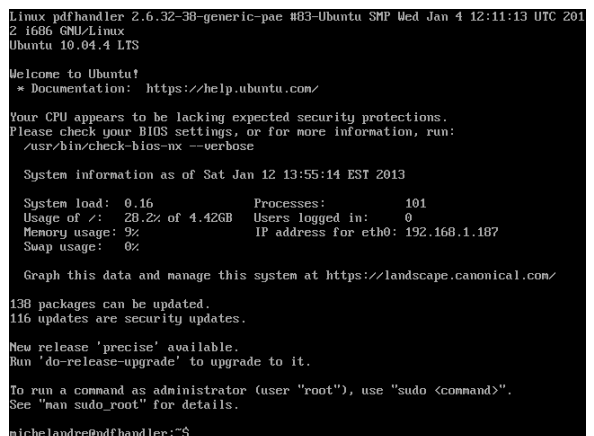 Linux pdfhandler 2.6.32-38-generic-pae #83-Ubuntu SMP Wed Jan 4 12:11:13 UTC 201
2 i686 GNU/Linux
Ubuntu 10.04.4 LTS
Welcome to Ubuntu!
* Documentation:  https://help.ubuntu.com/
Your CPU appears to be lacking expected security protections.
Please check your BIOS settings, or for more information, run:
/usr/bin/check-bios-nx --verbose
System information as of Sat Jan 12 13:55:14 EST 2013
System load:  0.16              Processes:           101
Usage of /:   28.2% of 4.42GB   Users logged in:     0
Memory usage: 9%                IP address for eth0: 192.168.1.187
Swap usage:   0%
Graph this data and manage this system at https://landscape.canonical.com/
138 packages can be updated.
116 updates are security updates.
New release 'precise' available.
Run 'do-release-upgrade' to upgrade to it.
To run a command as administrator (user "root"), use "sudo <command>".
See "man sudo_root" for details.
michelandre@pdfhandler:~$